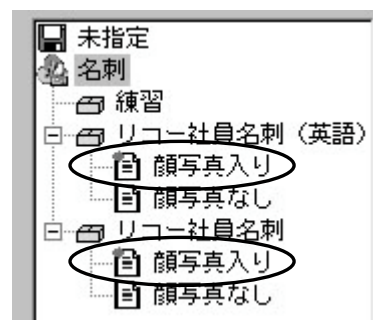 未指定
名刺
練習
リコー社員名刺（英語）
顔写真入り
顔写真なし
リコー社員名刺
顔写真入り
顔写真なし